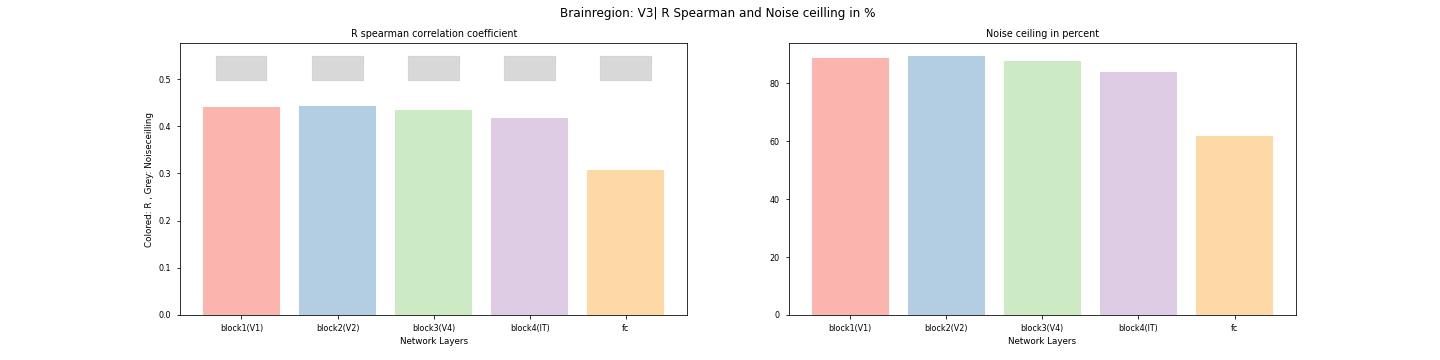 Brainregion: V3| R Spearman and Noise ceilling in %
R spearman correlation coefficient
Colored: R , Grey: Noiseceilling
0.5
0.4
0.3
0.2
0.1
0.0
block1(V1) block2(V2) block3(V4) block4(IT) fc
Network Layers
Noise ceiling in percent
80
60
40
20
0
block1(V1) block2(V2) block3(V4) block4(IT) fc
Network Layers